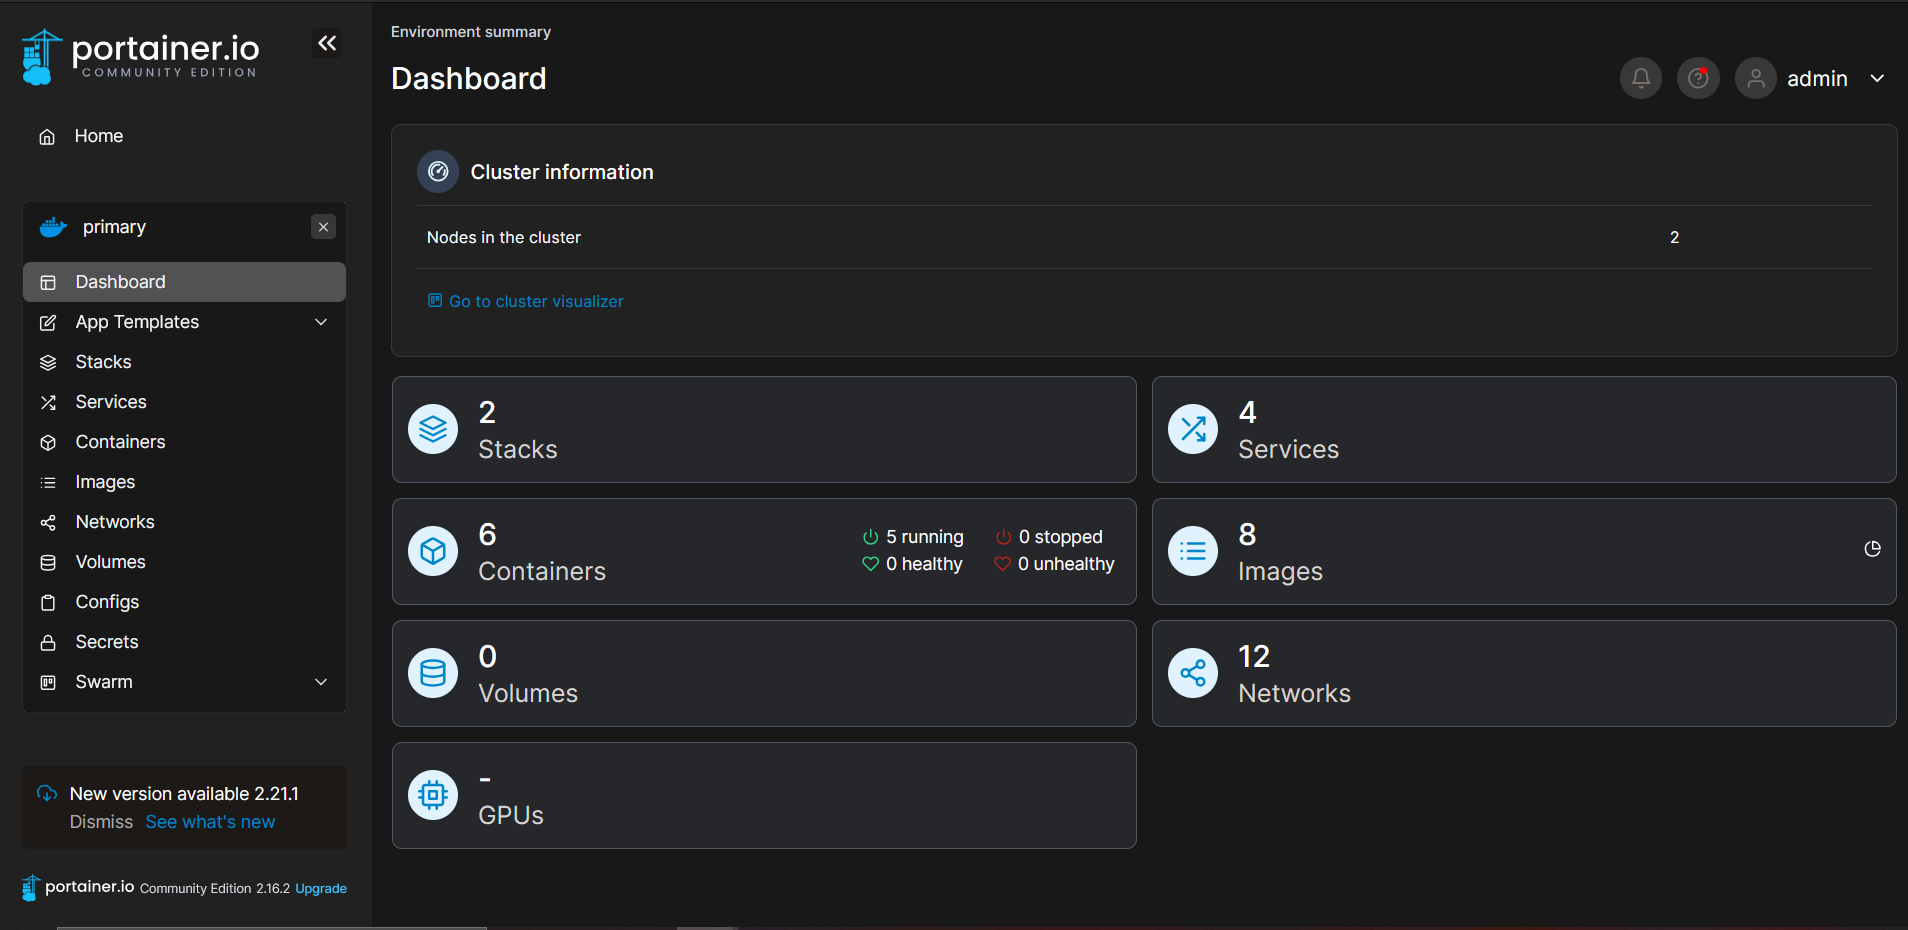 portainer.io
COMMUNITY EDITION
Home
primary
Dashboard
App Templates
Stacks
Services
Containers
Images
Networks
Volumes
Configs
Secrets
Swarm
New version available 2.21.1
Dismiss See what's new
portainer.io Community Edition 2.16.2 Upgrade
Environment summary
Dashboard
admin
Cluster information
Nodes in the cluster 2
Go to cluster visualizer
2
Stacks
4
Services
6
Containers
5 running 0 stopped
0 healthy 0 unhealthy
8
Images
0
Volumes
12
Networks
-
GPUs